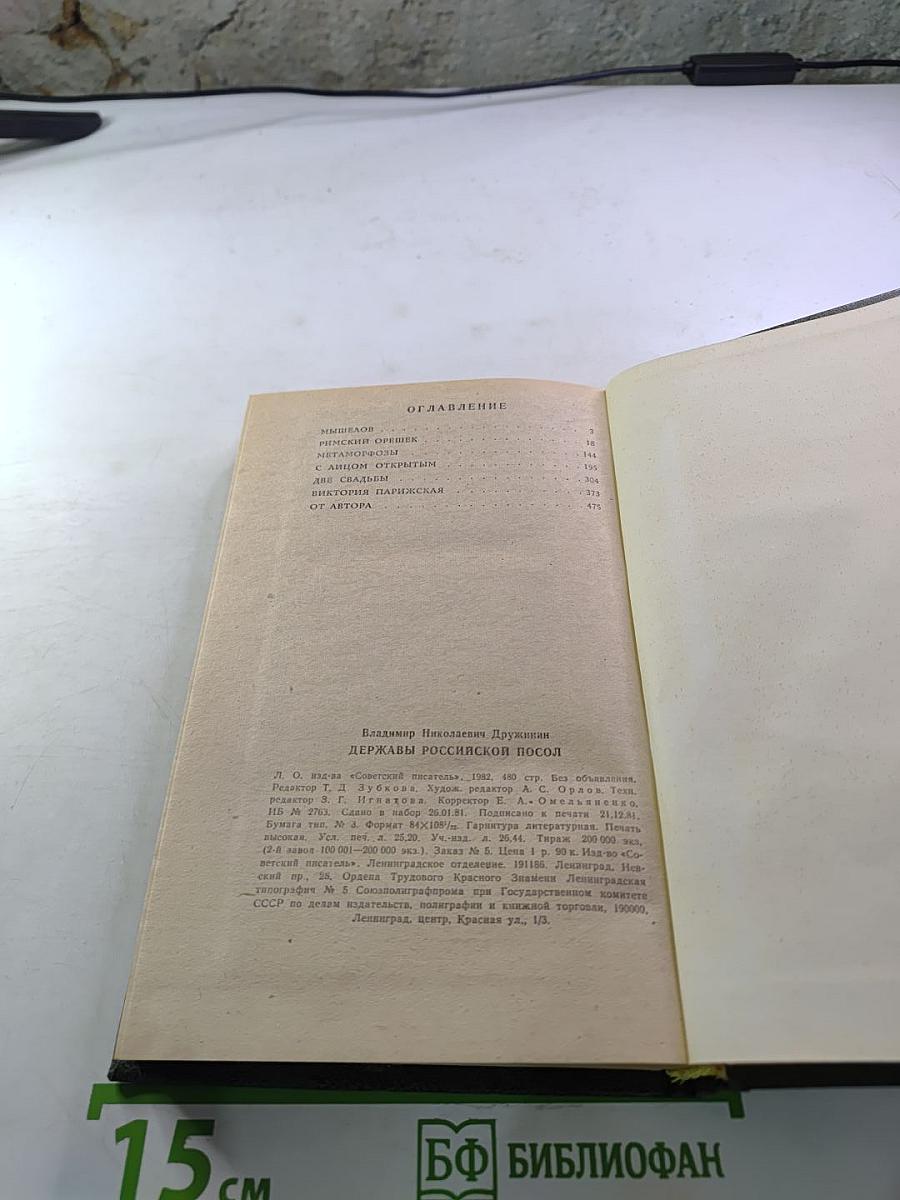 ОГЛАВЛЕНИЕ
МЫШЕЛОВ . . . 3
РИМСКИЙ ОРЕШЕК . . . 18
МЕТАМОРФОЗЫ . . . 144
С ЛИЦОМ ОТКРЫТЫМ . . . 195
ДВЕ СВАДЬБЫ . . . 304
ВИКТОРИЯ ПАРИЖСКАЯ . . . 373
ОТ АВТОРА . . . 475
Владимир Николаевич Дружинин
ДЕРЖАВЫ РОССИЙСКОЙ ПОСОЛ
Л. О. изд-ва «Советский писатель». 1982. 480 стр. Без объявления.
Редактор Т. Д. Зубкова. Худож. редактор А. С. Орлов. Техн.
редактор З. Г. Игнатова. Корректор Е. А. Омельяненко.
ИБ № 2763. Сдано в набор 26.01.81. Подписано к печати 21.12.81.
Бумага тип. № 3. Формат 84×108¹/₃₂. Гарнитура литературная. Печать
высокая. Усл. печ. л. 25,20. Уч.-изд. л. 26,44. Тираж 200 000 экз.
(2-й завод 100 001—200 000 экз.). Заказ № 5. Цена 1 р. 90 к. Изд-во «Со-
ветский писатель». Ленинградское отделение. 191186. Ленинград. Нев-
ский пр., 28. Ордена Трудового Красного Знамени Ленинградская
типография № 5 Союзполиграфпрома при Государственном комитете
СССР по делам издательств, полиграфии и книжной торговли, 190000,
Ленинград, центр, Красная ул., 1/3.
15 см БФ БИБЛИОФАН